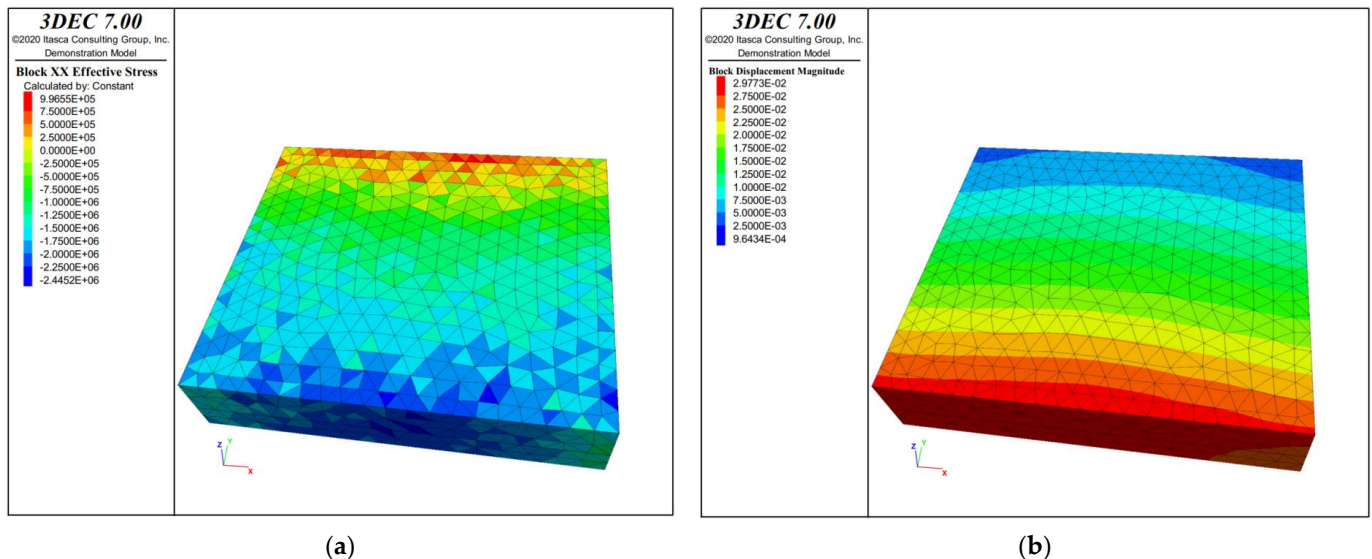 3DEC 7.00
©2020 Itasca Consulting Group, Inc.
Demonstration Model
Block XX Effective Stress
Calculated by: Constant
9.9655E+05
7.5000E+05
5.0000E+05
2.5000E+05
0.0000E+00
-2.5000E+05
-5.0000E+05
-7.5000E+05
-1.0000E+06
-1.2500E+06
-1.5000E+06
-1.7500E+06
-2.0000E+06
-2.2500E+06
-2.4452E+06
Z
Y
X
(a)
3DEC 7.00
©2020 Itasca Consulting Group, Inc.
Demonstration Model
Block Displacement Magnitude
2.9773E-02
2.7500E-02
2.5000E-02
2.2500E-02
2.0000E-02
1.7500E-02
1.5000E-02
1.2500E-02
1.0000E-02
7.5000E-03
5.0000E-03
2.5000E-03
9.6434E-04
Z
Y
X
(b)